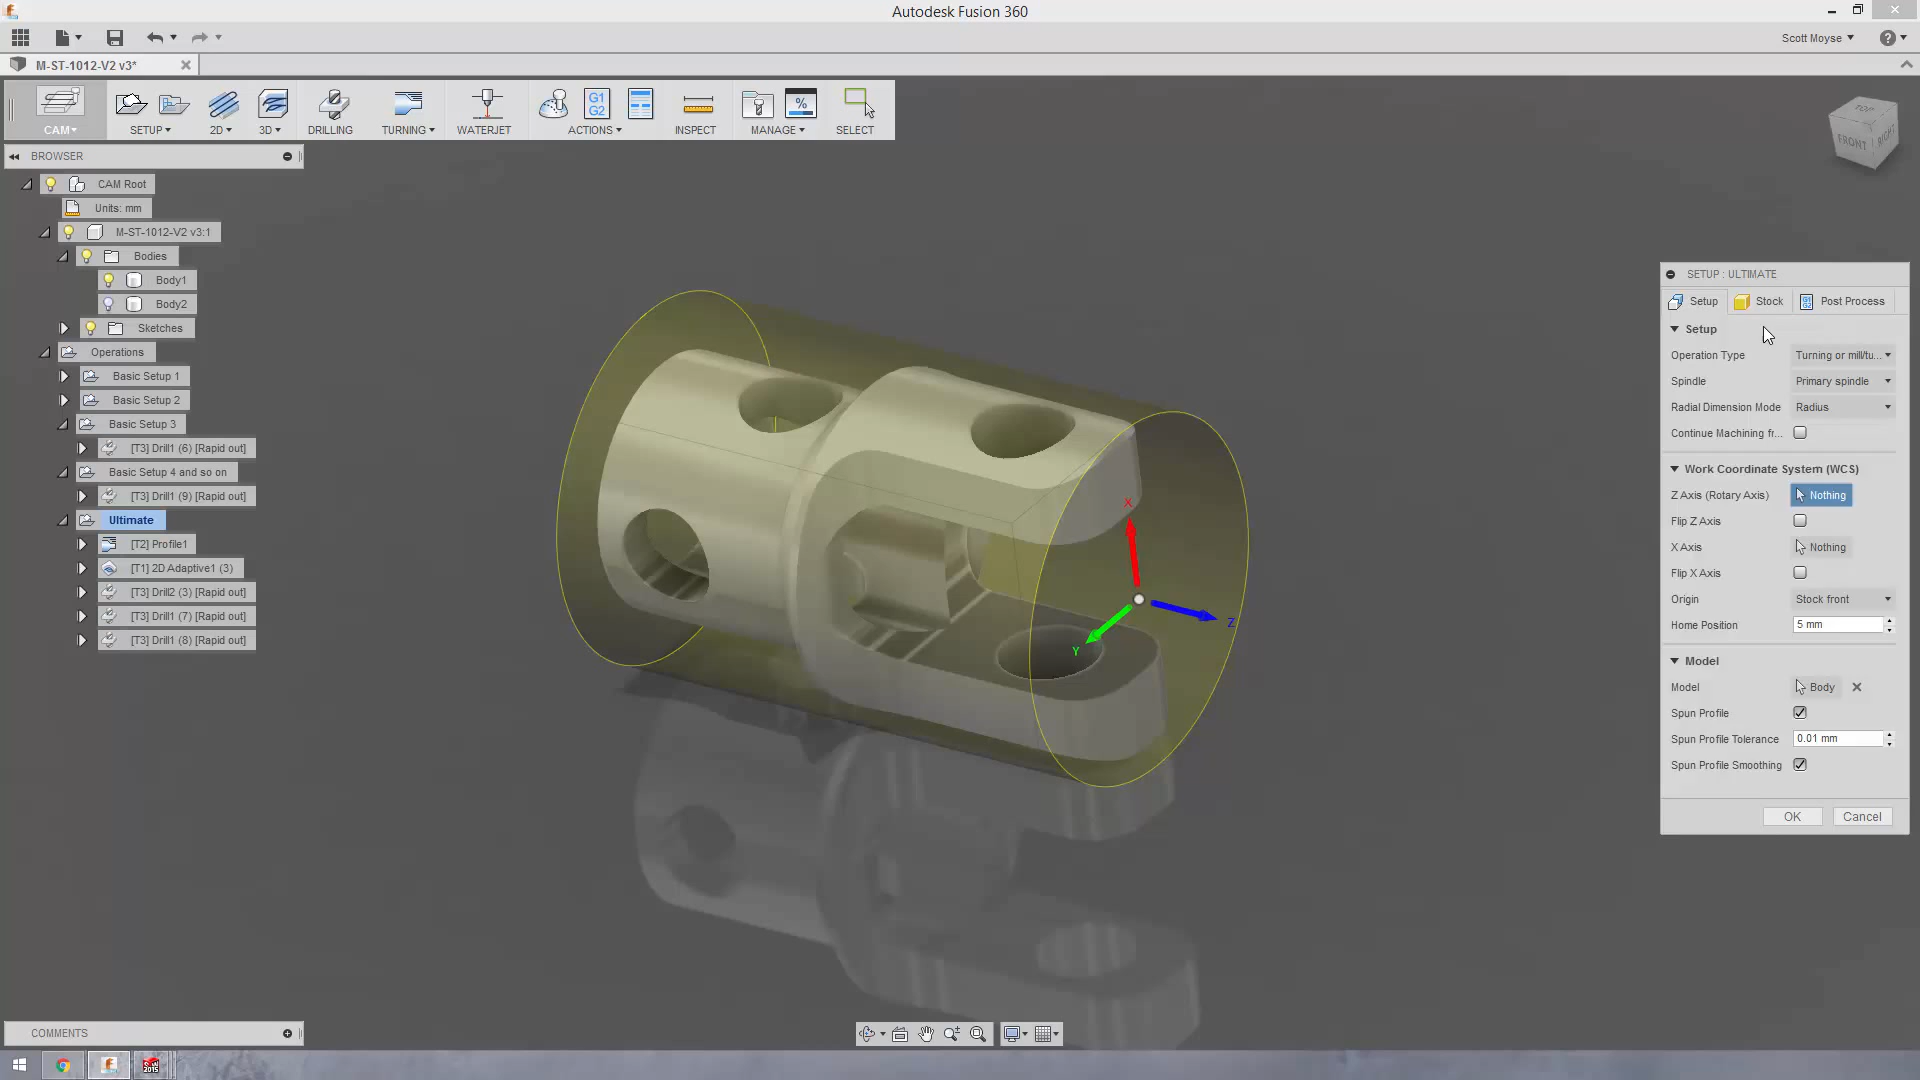 Autodesk Fusion 360
Scott Moyse
M-ST-1012-V2 v3*
CAM
SETUP
2D
3D
DRILLING
TURNING
WATERJET
G1
G2
ACTIONS
INSPECT
%
MANAGE
SELECT
TOP
FRONT
RIGHT
BROWSER
CAM Root
Units: mm
M-ST-1012-V2 v3:1
Bodies
Body1
Body2
Sketches
Operations
Basic Setup 1
Basic Setup 2
Basic Setup 3
[T3] Drill1 (6) [Rapid out]
Basic Setup 4 and so on
[T3] Drill1 (9) [Rapid out]
Ultimate
[T2] Profile1
[T1] 2D Adaptive1 (3)
[T3] Drill2 (3) [Rapid out]
[T3] Drill1 (7) [Rapid out]
[T3] Drill1 (8) [Rapid out]
X
Y
Z
SETUP : ULTIMATE
Setup Stock Post Process
Setup
Operation Type Turning or mill/tu...
Spindle Primary spindle
Radial Dimension Mode Radius
Continue Machining fr...
Work Coordinate System (WCS)
Z Axis (Rotary Axis) Nothing
Flip Z Axis
X Axis Nothing
Flip X Axis
Origin Stock front
Home Position 5 mm
Model
Model Body
Spun Profile
Spun Profile Tolerance 0.01 mm
Spun Profile Smoothing
OK Cancel
COMMENTS
2015